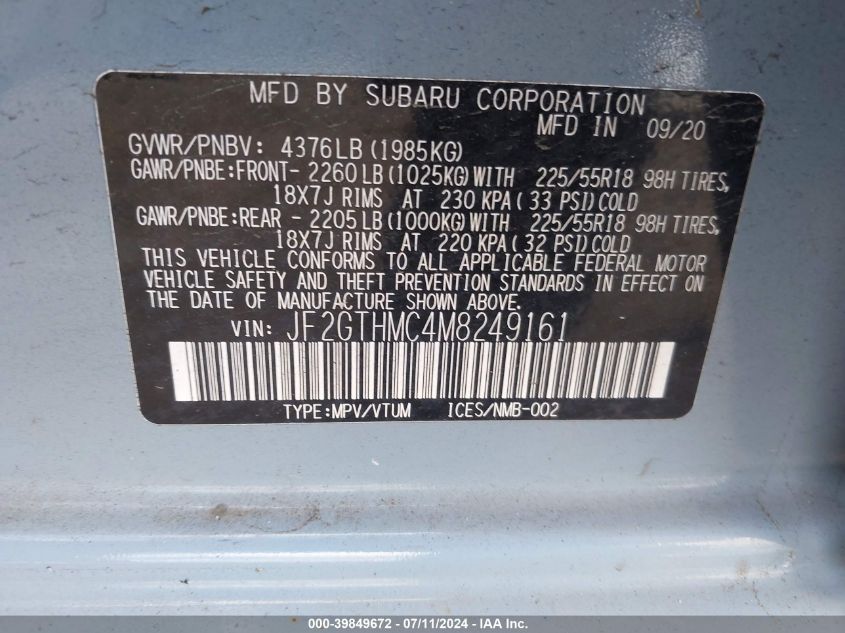 MFD BY SUBARU CORPORATION
MFD IN 09/20
GVWR/PNBV: 4376LB(1985KG)
GAWR/PNBE:FRONT- 2260LB(1025KG)WITH 225/55R18 98H TIRES,
18X7J RIMS AT 230 KPA( 33 PSI)COLD
GAWR/PNBE:REAR - 2205LB(1000KG)WITH 225/55R18 98H TIRES,
18X7J RIMS AT 220 KPA( 32 PSI)COLD
THIS VEHICLE CONFORMS TO ALL APPLICABLE FEDERAL MOTOR
VEHICLE SAFETY AND THEFT PREVENTION STANDARDS IN EFFECT ON
THE DATE OF MANUFACTURE SHOWN ABOVE.
VIN: JF2GTHMC4M8249161
TYPE:MPV/VTUM ICES/NMB-002
000-39849672 - 07/11/2024 - IAA Inc.